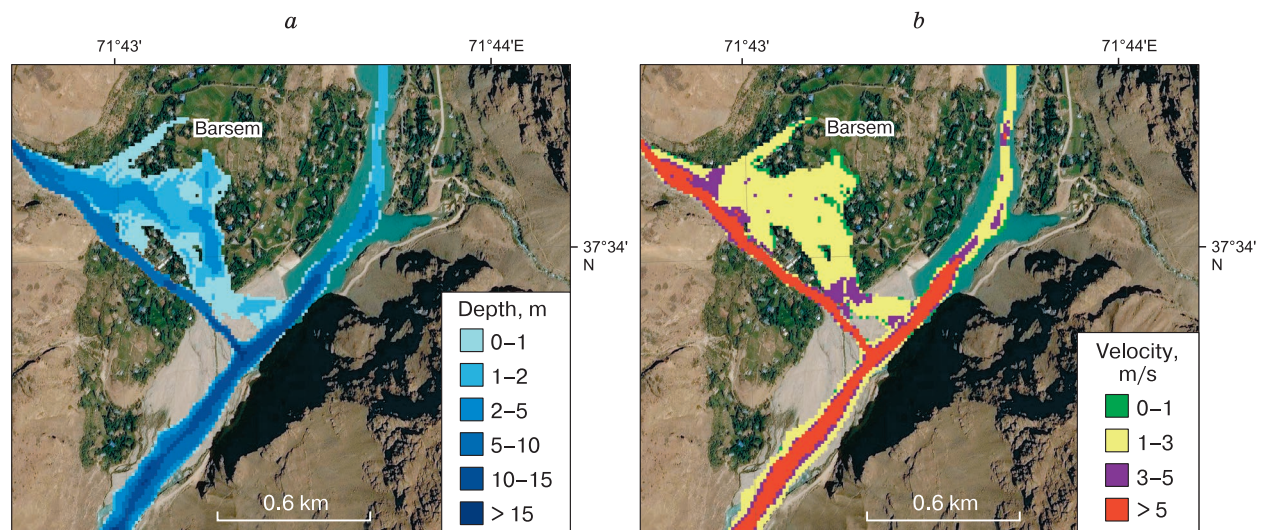 a
71°43'
71°44'E
Barsem
Depth, m
0–1
1–2
2–5
5–10
10–15
> 15
0.6 km
b
71°43'
71°44'E
Barsem
37°34'
N
Velocity,
m/s
0–1
1–3
3–5
> 5
0.6 km
37°34'
N